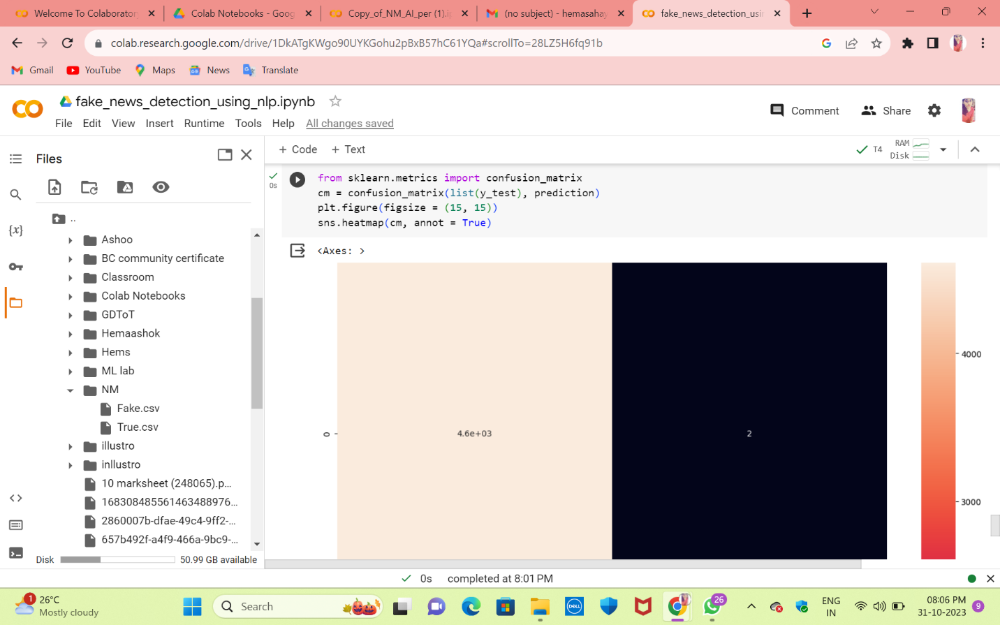 Welcome To Colaborator
Colab Notebooks - Goog
Copy_of_NM_AI_per (1).i
(no subject) - hemasahay
fake_news_detection_usin
colab.research.google.com/drive/1DkATgKWgo90UYKGohu2pBxB57hC61YQa#scrollTo=28LZ5H6fq91b
Gmail YouTube Maps News Translate
fake_news_detection_using_nlp.ipynb
File Edit View Insert Runtime Tools Help All changes saved
Comment Share
Files
+ Code + Text
T4 RAM
Disk
{x}
..
Ashoo
BC community certificate
Classroom
Colab Notebooks
GDToT
Hemaashok
Hems
ML lab
NM
Fake.csv
True.csv
illustro
inllustro
10 marksheet (248065).p...
168308485561463488976...
2860007b-dfae-49c4-9ff2-...
657b492f-a4f9-466a-9bc9-...
Disk 50.99 GB available
0s
from sklearn.metrics import confusion_matrix
cm = confusion_matrix(list(y_test), prediction)
plt.figure(figsize = (15, 15))
sns.heatmap(cm, annot = True)
<Axes: >
0
4.6e+03
2
4000
3000
0s completed at 8:01 PM
1
26°C
Mostly cloudy
Search
DELL
26
ENG
IN
08:06 PM
31-10-2023
9